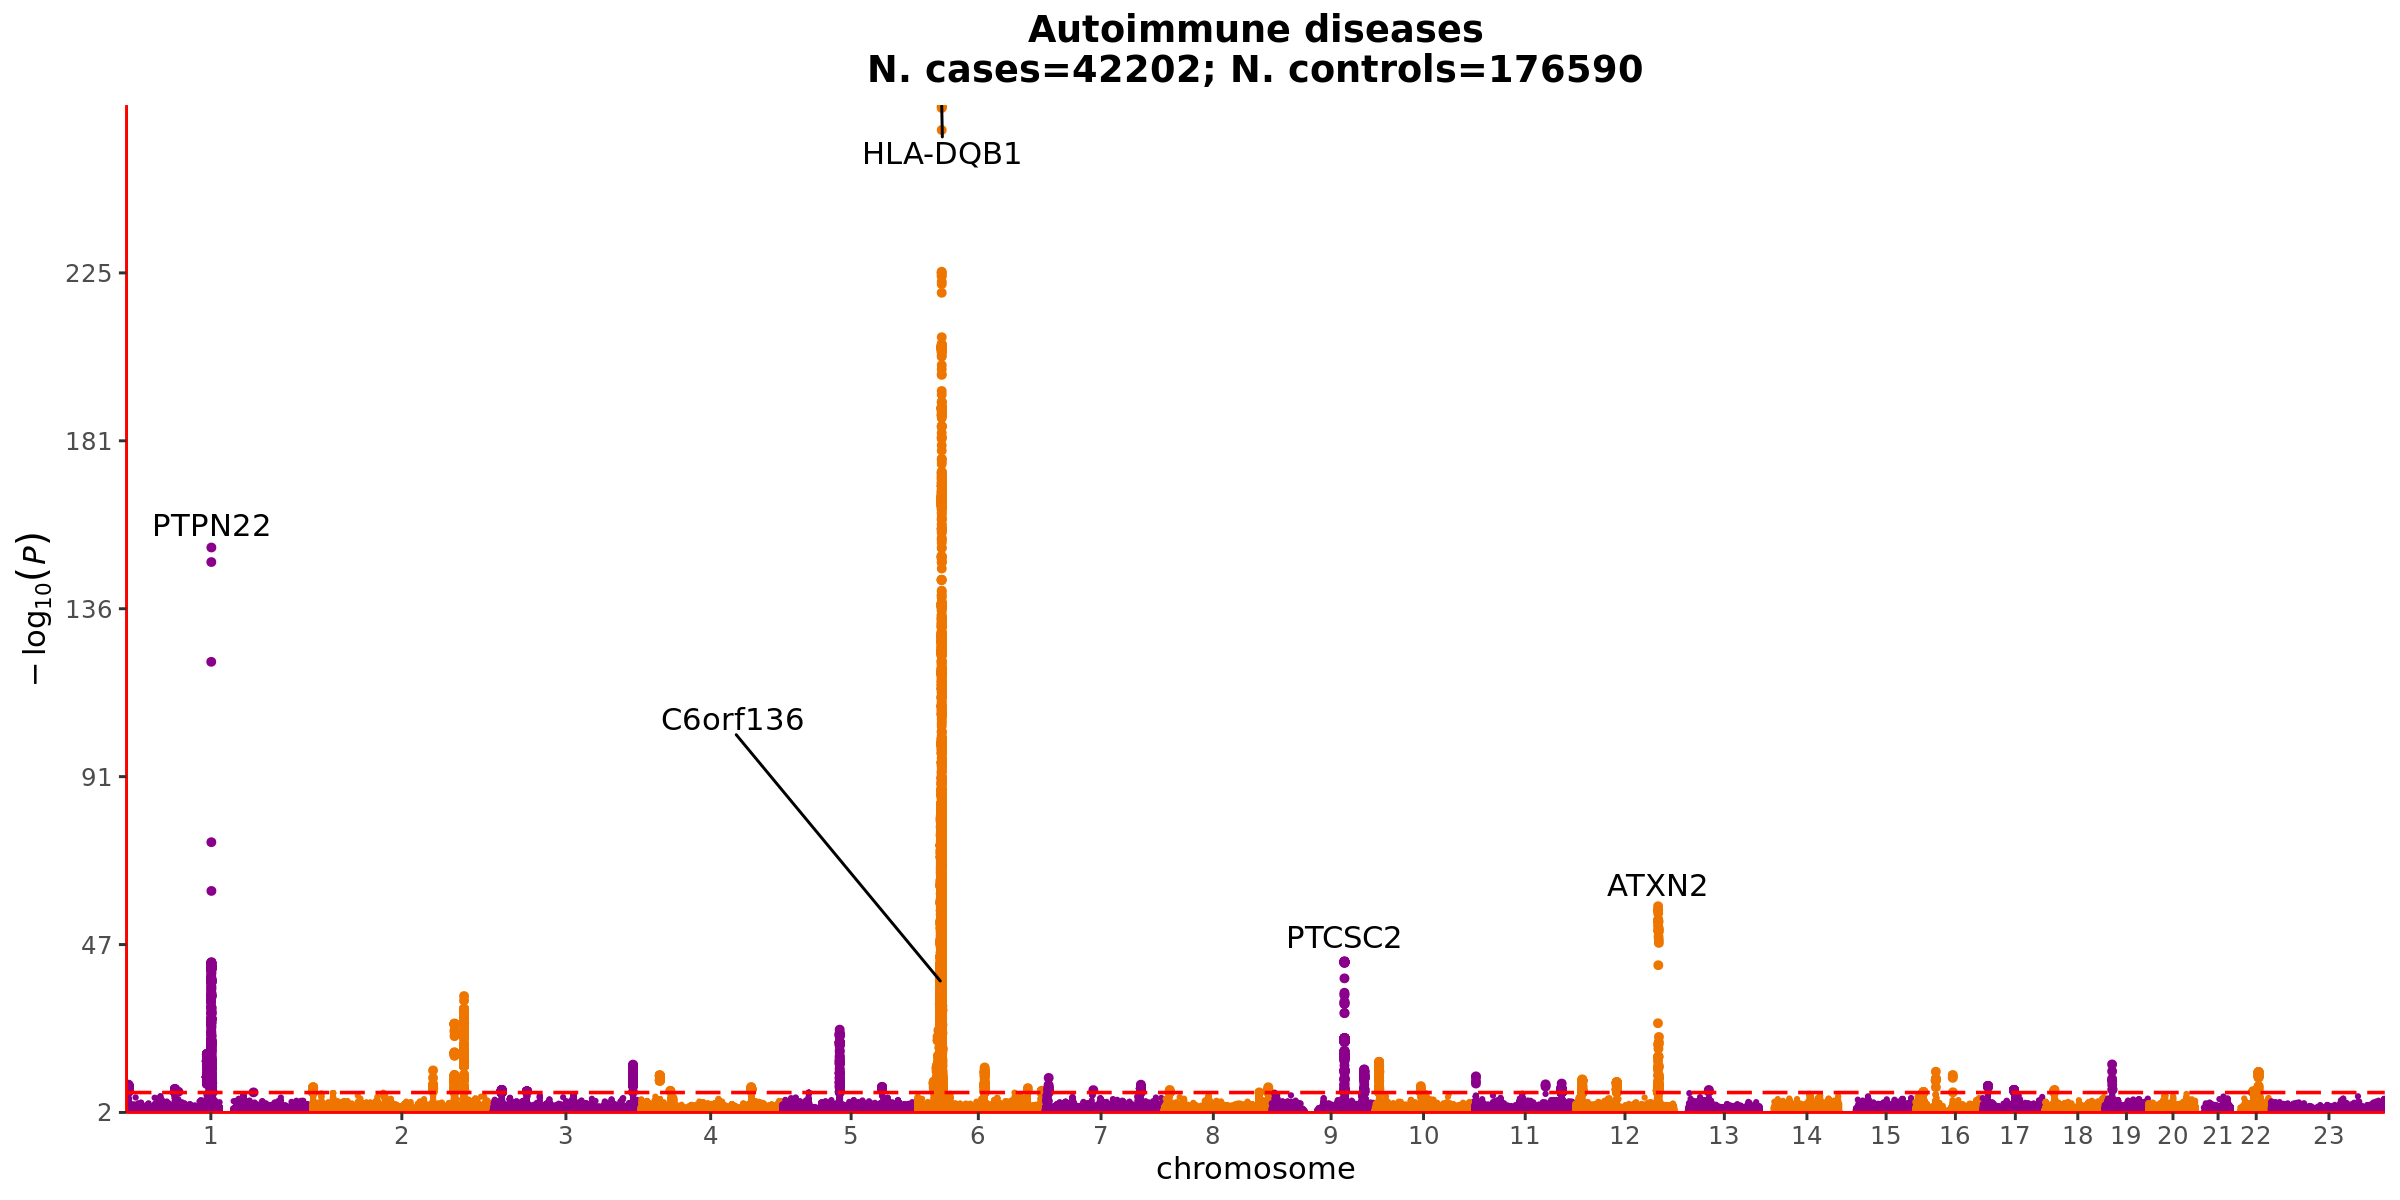 Autoimmune diseases
N. cases=42202; N. controls=176590
HLA-DQB1
225
181
PTPN22
− log10(P)
136
C6orf136
91
ATXN2
PTCSC2
47
2
1 2 3 4 5 6 7 8 9 10 11 12 13 14 15 16 17 18 19 20 21 22 23
chromosome